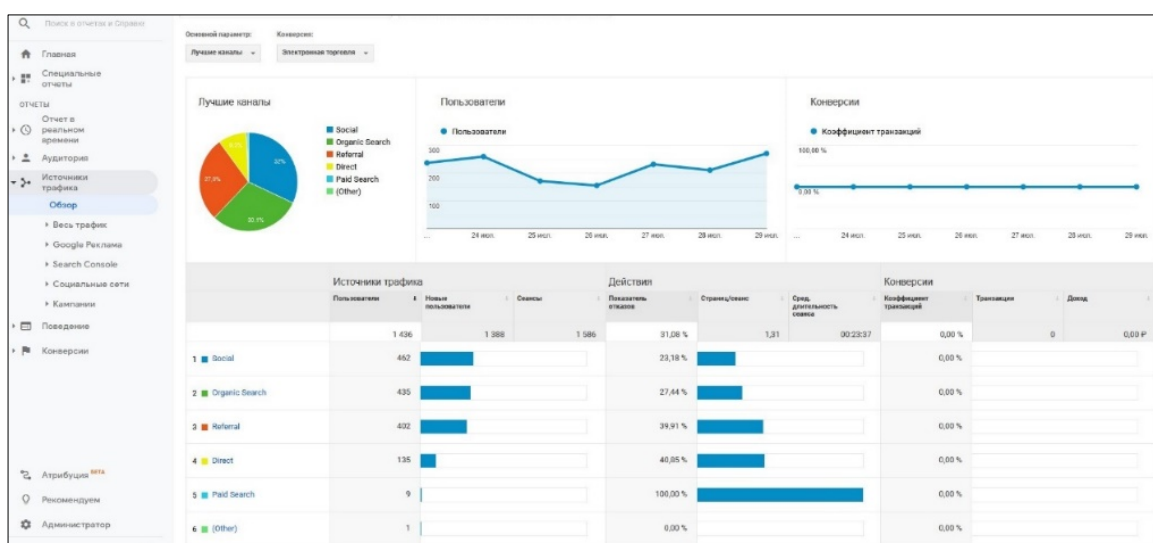 Поиск в отчетах и Справке
Главная
Специальные
отчеты
ОТЧЕТЫ
Отчет в
реальном
времени
Аудитория
Источники
трафика
Обзор
Весь трафик
Google Реклама
Search Console
Социальные сети
Кампании
Поведение
Конверсии
Атрибуция БЕТА
Рекомендуем
Администратор
Основной параметр:
Конверсия:
Лучшие каналы
Электронная торговля
Лучшие каналы
32%
27,9%
9,4%
Social
Organic Search
Referral
Direct
Paid Search
(Other)
Пользователи
Пользователи
300
200
100
... 24 июл. 25 июл. 26 июл. 27 июл. 28 июл. 29 июл.
Конверсии
Коэффициент транзакций
100,00 %
0,00 %
... 24 июл. 25 июл. 26 июл. 27 июл. 28 июл. 29 июл.
Источники трафика Действия Конверсии
Пользователи Новые пользователи Сеансы Показатель отказов Страниц/сеанс Сред. длительность сеанса Коэффициент транзакций Транзакции Доход
1 436 1 388 1 586 31,08 % 1,31 00:23:37 0,00 % 0 0,00 ₽
1 Social 462 23,18 % 0,00 %
2 Organic Search 435 27,44 % 0,00 %
3 Referral 402 39,91 % 0,00 %
4 Direct 135 40,85 % 0,00 %
5 Paid Search 9 100,00 % 0,00 %
6 (Other) 1 0,00 % 0,00 %